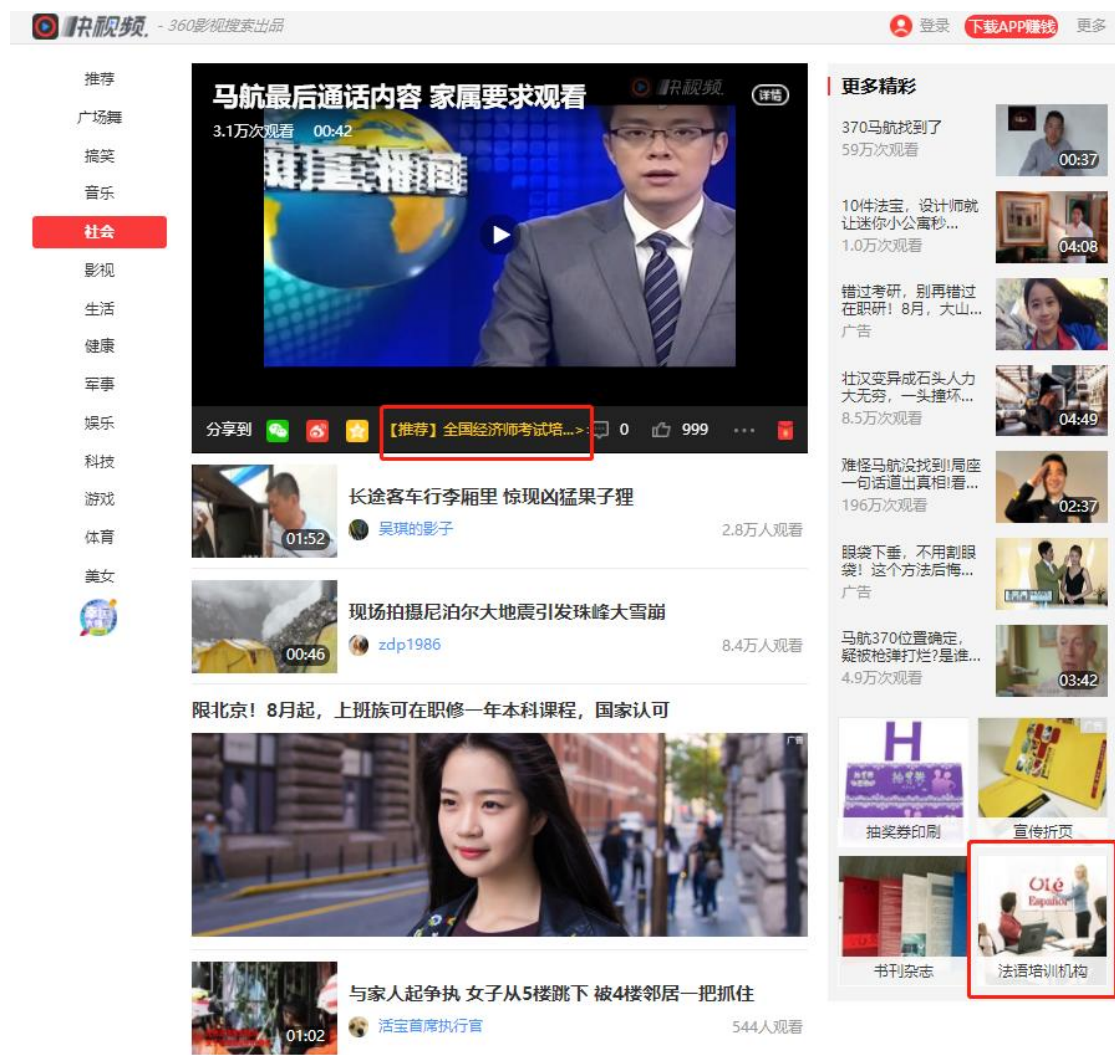 快视频. - 360影视搜索出品
登录
下载APP赚钱
更多
推荐
广场舞
搞笑
音乐
社会
影视
生活
健康
军事
娱乐
科技
游戏
体育
美女
马航最后通话内容 家属要求观看
快视频.
详情
3.1万次观看 00:42
分享到
【推荐】全国经济师考试培...>>
0
999
01:52
长途客车行李厢里 惊现凶猛果子狸
吴琪的影子
2.8万人观看
00:46
现场拍摄尼泊尔大地震引发珠峰大雪崩
zdp1986
8.4万人观看
限北京！8月起，上班族可在职修一年本科课程，国家认可
广告
01:02
与家人起争执 女子从5楼跳下 被4楼邻居一把抓住
活宝首席执行官
544人观看
更多精彩
370马航找到了
59万次观看
00:37
10件法宝，设计师就
让迷你小公寓秒...
1.0万次观看
04:08
错过考研，别再错过
在职研！8月，大山...
广告
壮汉变异成石头人力
大无穷，一头撞坏...
8.5万次观看
04:49
难怪马航没找到!局座
一句话道出真相!看...
196万次观看
02:37
眼袋下垂，不用割眼
袋！这个方法后悔...
广告
马航370位置确定，
疑被枪弹打烂?是谁...
4.9万次观看
03:42
H
抽奖券
抽奖券印刷
广告
宣传折页
书刊杂志
Olé
Español
法语培训机构